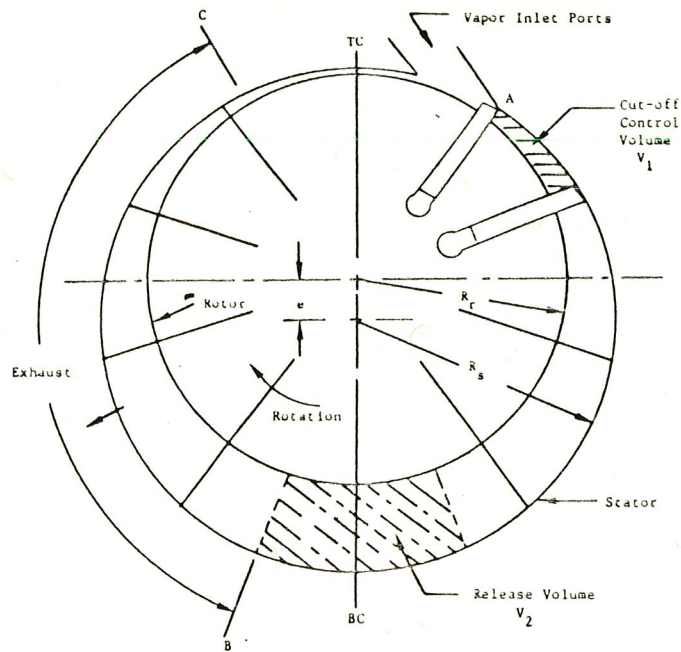 C
Vapor Inlet Ports
TC
A
Cut-off
Control
Volume
V1
Rotor
e
Rr
Rs
Exhaust
Rotation
Stator
Release Volume
V2
BC
B